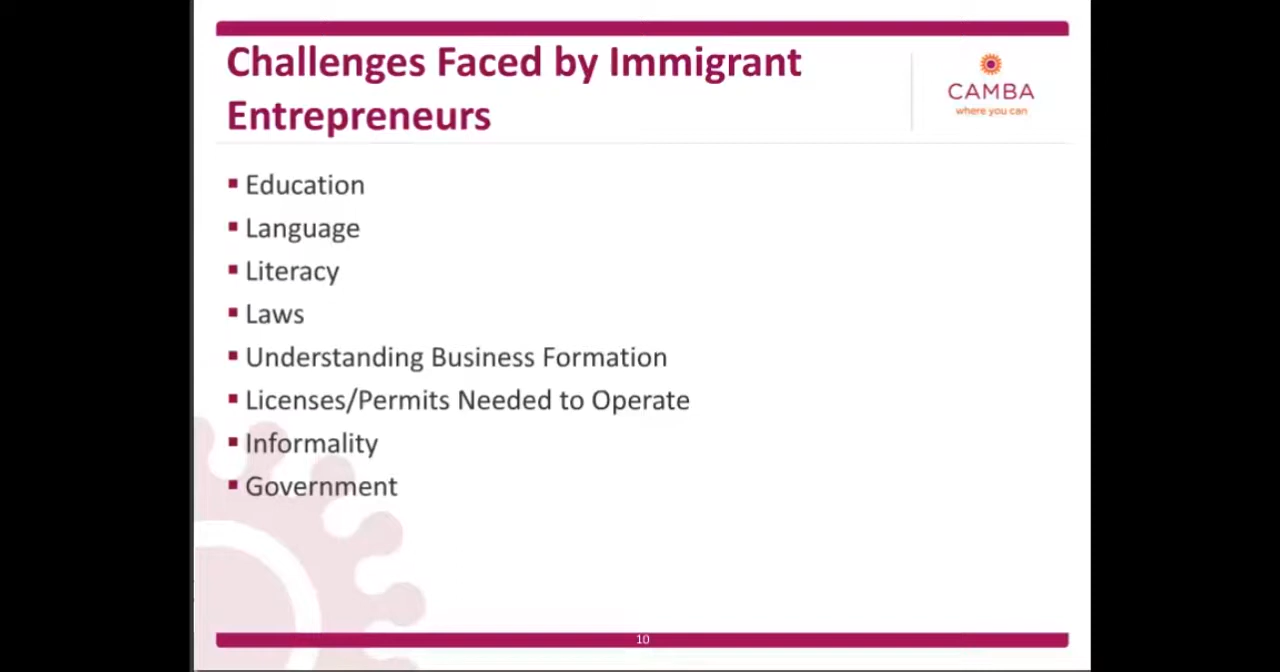 Challenges Faced by Immigrant
Entrepreneurs
CAMBA
where you can
▪ Education
▪ Language
▪ Literacy
▪ Laws
▪ Understanding Business Formation
▪ Licenses/Permits Needed to Operate
▪ Informality
▪ Government
10